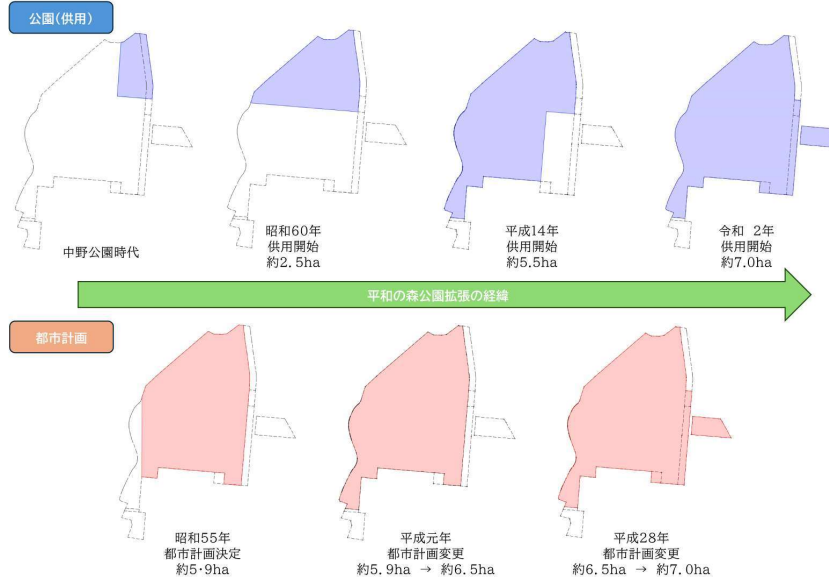 公園(供用)
中野公園時代
昭和60年
供用開始
約2.5ha
平成14年
供用開始
約5.5ha
令和 2年
供用開始
約7.0ha
平和の森公園拡張の経緯
都市計画
昭和55年
都市計画決定
約5・9ha
平成元年
都市計画変更
約5.9ha → 約6.5ha
平成28年
都市計画変更
約6.5ha → 約7.0ha